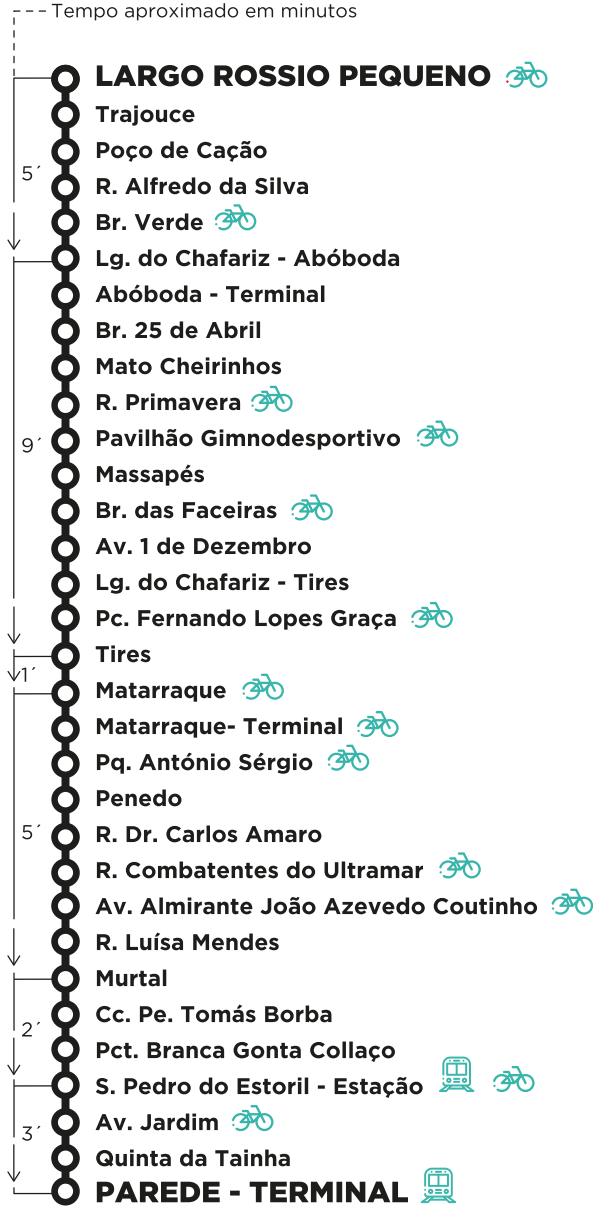 Tempo aproximado em minutos
LARGO ROSSIO PEQUENO
Trajouce
Poço de Cação
5´
R. Alfredo da Silva
Br. Verde
Lg. do Chafariz - Abóboda
Abóboda - Terminal
Br. 25 de Abril
Mato Cheirinhos
R. Primavera
9´
Pavilhão Gimnodesportivo
Massapés
Br. das Faceiras
Av. 1 de Dezembro
Lg. do Chafariz - Tires
Pc. Fernando Lopes Graça
Tires
1´
Matarraque
Matarraque- Terminal
Pq. António Sérgio
Penedo
5´
R. Dr. Carlos Amaro
R. Combatentes do Ultramar
Av. Almirante João Azevedo Coutinho
R. Luísa Mendes
Murtal
Cc. Pe. Tomás Borba
2´
Pct. Branca Gonta Collaço
S. Pedro do Estoril - Estação
Av. Jardim
3´
Quinta da Tainha
PAREDE - TERMINAL